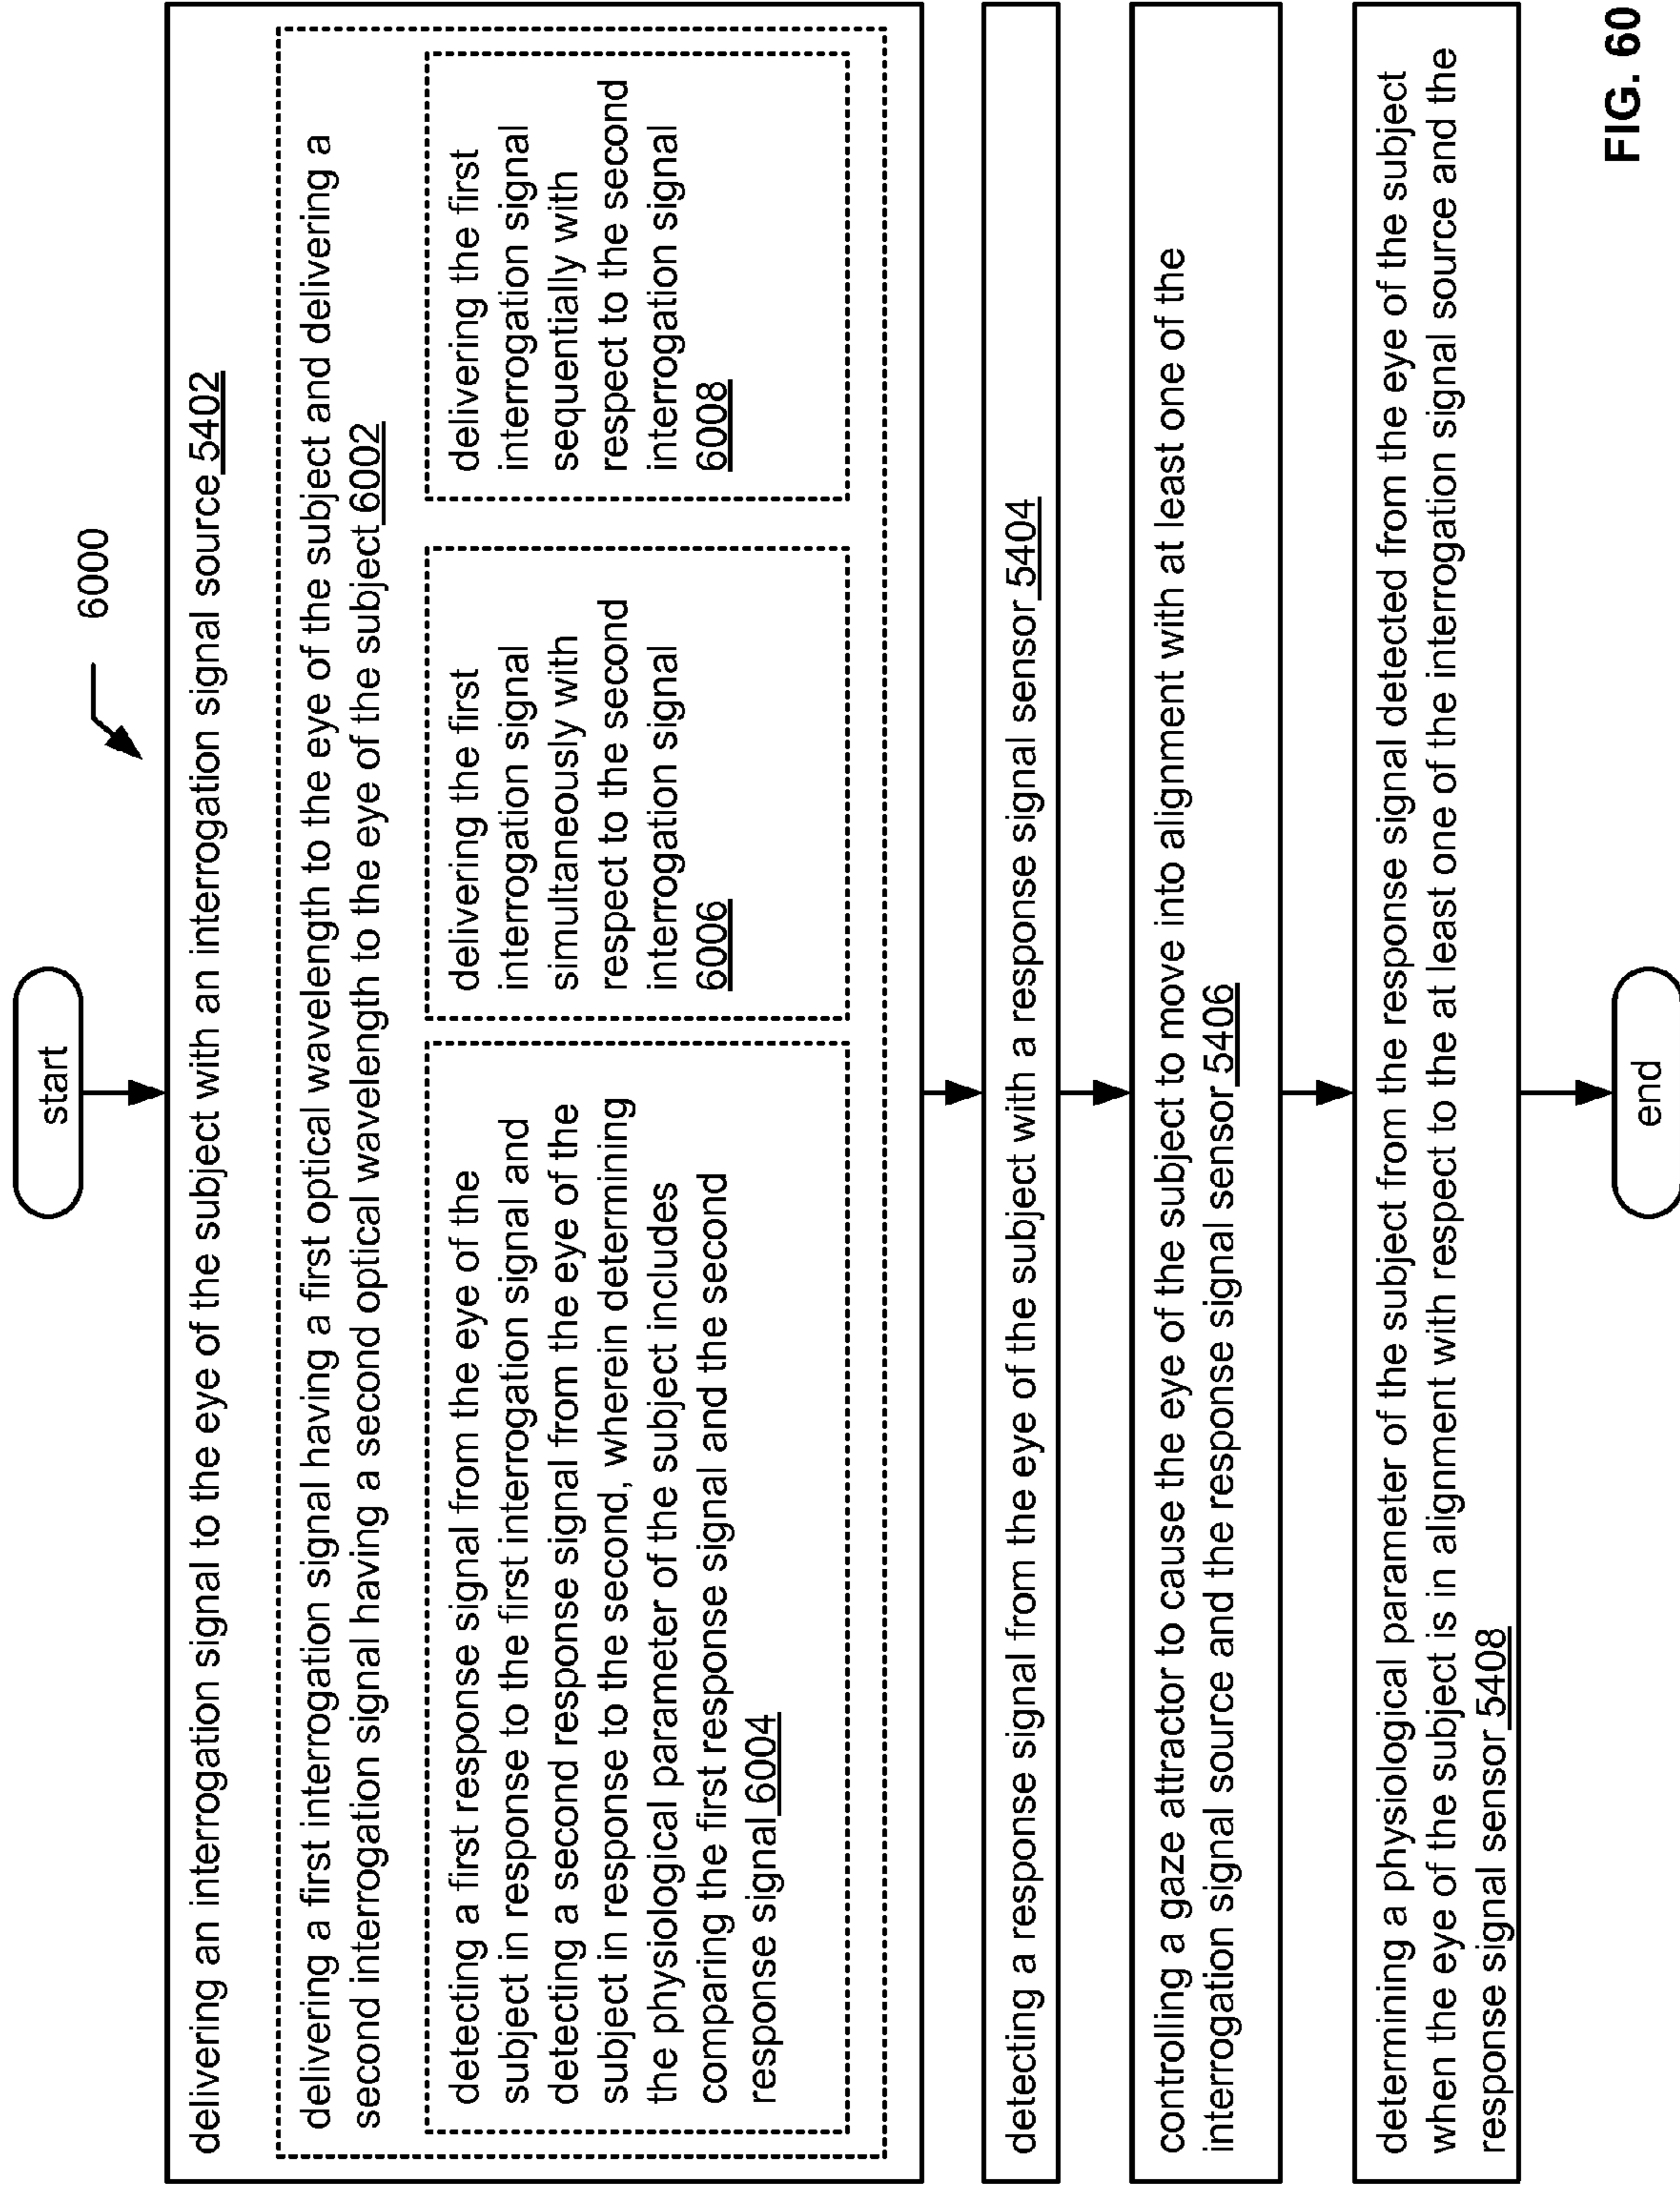 6000
start
delivering an interrogation signal to the eye of the subject with an interrogation signal source 5402
delivering a first interrogation signal having a first optical wavelength to the eye of the subject and delivering a
second interrogation signal having a second optical wavelength to the eye of the subject 6002
detecting a first response signal from the eye of the
subject in response to the first interrogation signal and
detecting a second response signal from the eye of the
subject in response to the second, wherein determining
the physiological parameter of the subject includes
comparing the first response signal and the second
response signal 6004
delivering the first
interrogation signal
simultaneously with
respect to the second
interrogation signal
6006
delivering the first
interrogation signal
sequentially with
respect to the second
interrogation signal
6008
detecting a response signal from the eye of the subject with a response signal sensor 5404
controlling a gaze attractor to cause the eye of the subject to move into alignment with at least one of the
interrogation signal source and the response signal sensor 5406
determining a physiological parameter of the subject from the response signal detected from the eye of the subject
when the eye of the subject is in alignment with respect to the at least one of the interrogation signal source and the
response signal sensor 5408
end
FIG. 60